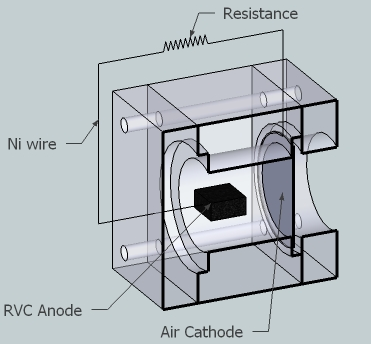 Resistance
Ni wire
RVC Anode
Air Cathode